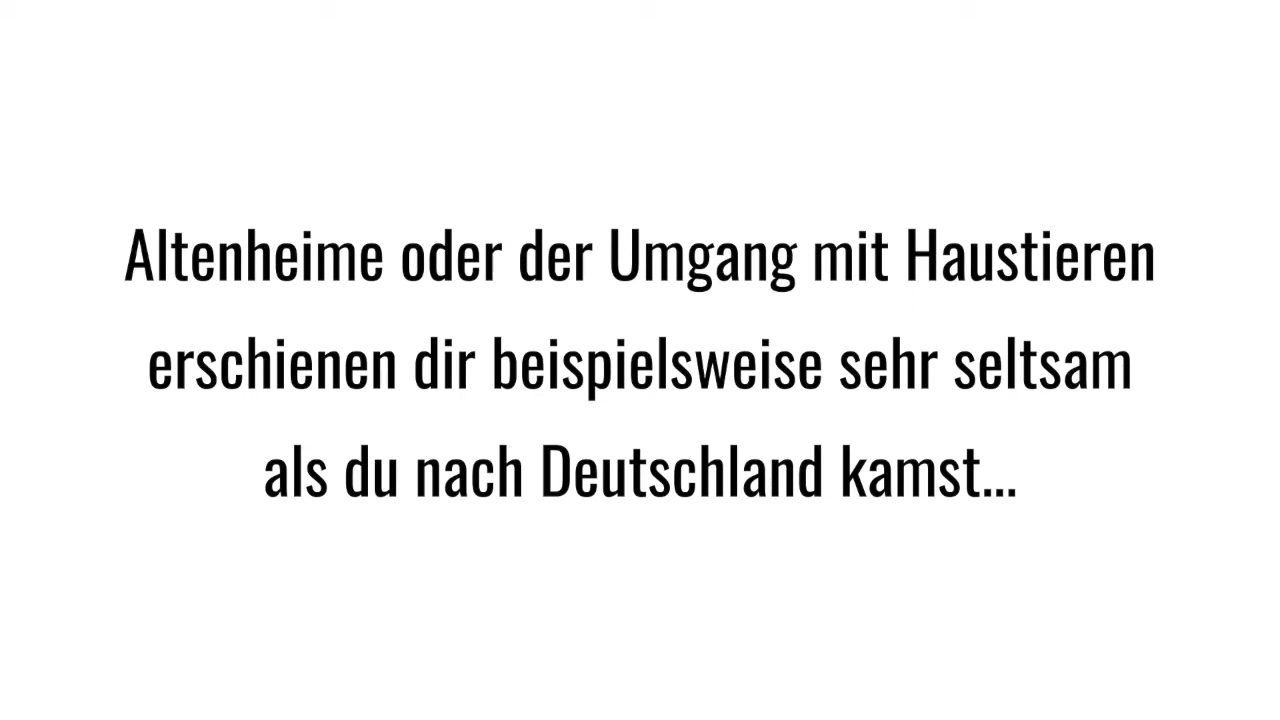 Altenheime oder der Umgang mit Haustieren
erschienen dir beispielsweise sehr seltsam
als du nach Deutschland kamst...